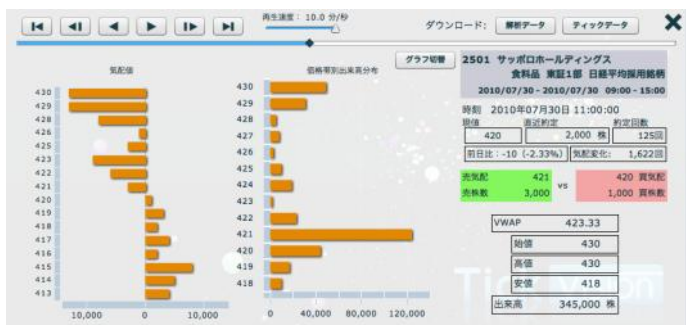 再生速度： 10.0 分/秒
ダウンロード: 解析データ ティックデータ
グラフ切替
気配値
430
429
428
426
425
423
422
421
420
419
418
417
416
415
414
413
10,000 0 10,000
価格帯別出来高分布
430
429
428
427
426
425
424
423
422
421
420
419
418
0 40,000 80,000 120,000
2501 サッポロホールディングス
食料品 東証1部 日経平均採用銘柄
2010/07/30 - 2010/07/30 09:00 - 15:00
時刻 2010年07月30日 11:00:00
現値 直近約定 約定回数
420 2,000 株 125回
前日比：-10 (-2.33%) 気配変化: 1,622回
売気配 421 vs 420 買気配
売株数 3,000 1,000 買株数
VWAP 423.33
始値 430
高値 430
安値 418
出来高 345,000 株